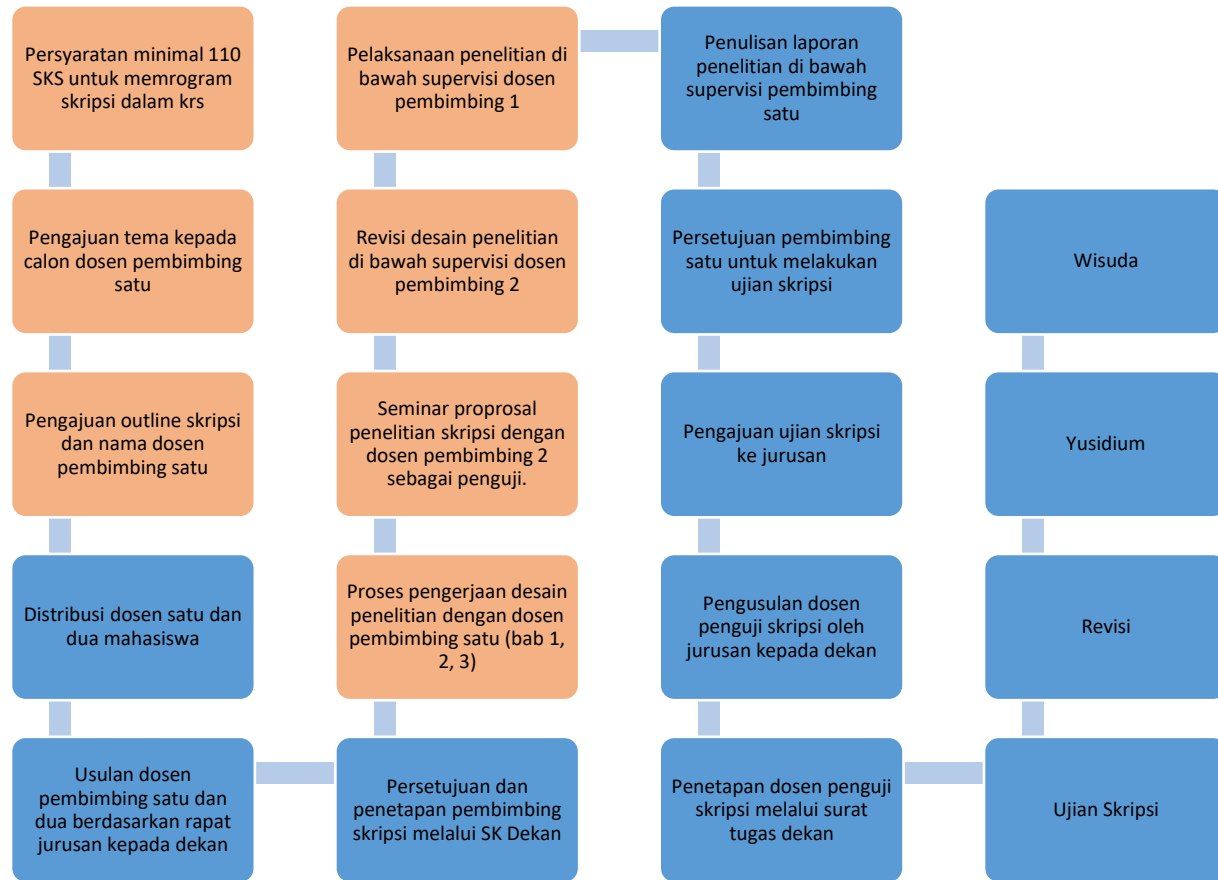 Persyaratan minimal 110
SKS untuk memrogram
skripsi dalam krs
Pengajuan tema kepada
calon dosen pembimbing
satu
Pengajuan outline skripsi
dan nama dosen
pembimbing satu
Distribusi dosen satu dan
dua mahasiswa
Usulan dosen
pembimbing satu dan
dua berdasarkan rapat
jurusan kepada dekan
Persetujuan dan
penetapan pembimbing
skripsi melalui SK Dekan
Proses pengerjaan desain
penelitian dengan dosen
pembimbing satu (bab 1,
2, 3)
Seminar proprosal
penelitian skripsi dengan
dosen pembimbing 2
sebagai penguji.
Revisi desain penelitian
di bawah supervisi dosen
pembimbing 2
Pelaksanaan penelitian di
bawah supervisi dosen
pembimbing 1
Penulisan laporan
penelitian di bawah
supervisi pembimbing
satu
Persetujuan pembimbing
satu untuk melakukan
ujian skripsi
Pengajuan ujian skripsi
ke jurusan
Pengusulan dosen
penguji skripsi oleh
jurusan kepada dekan
Penetapan dosen penguji
skripsi melalui surat
tugas dekan
Ujian Skripsi
Revisi
Yusidium
Wisuda